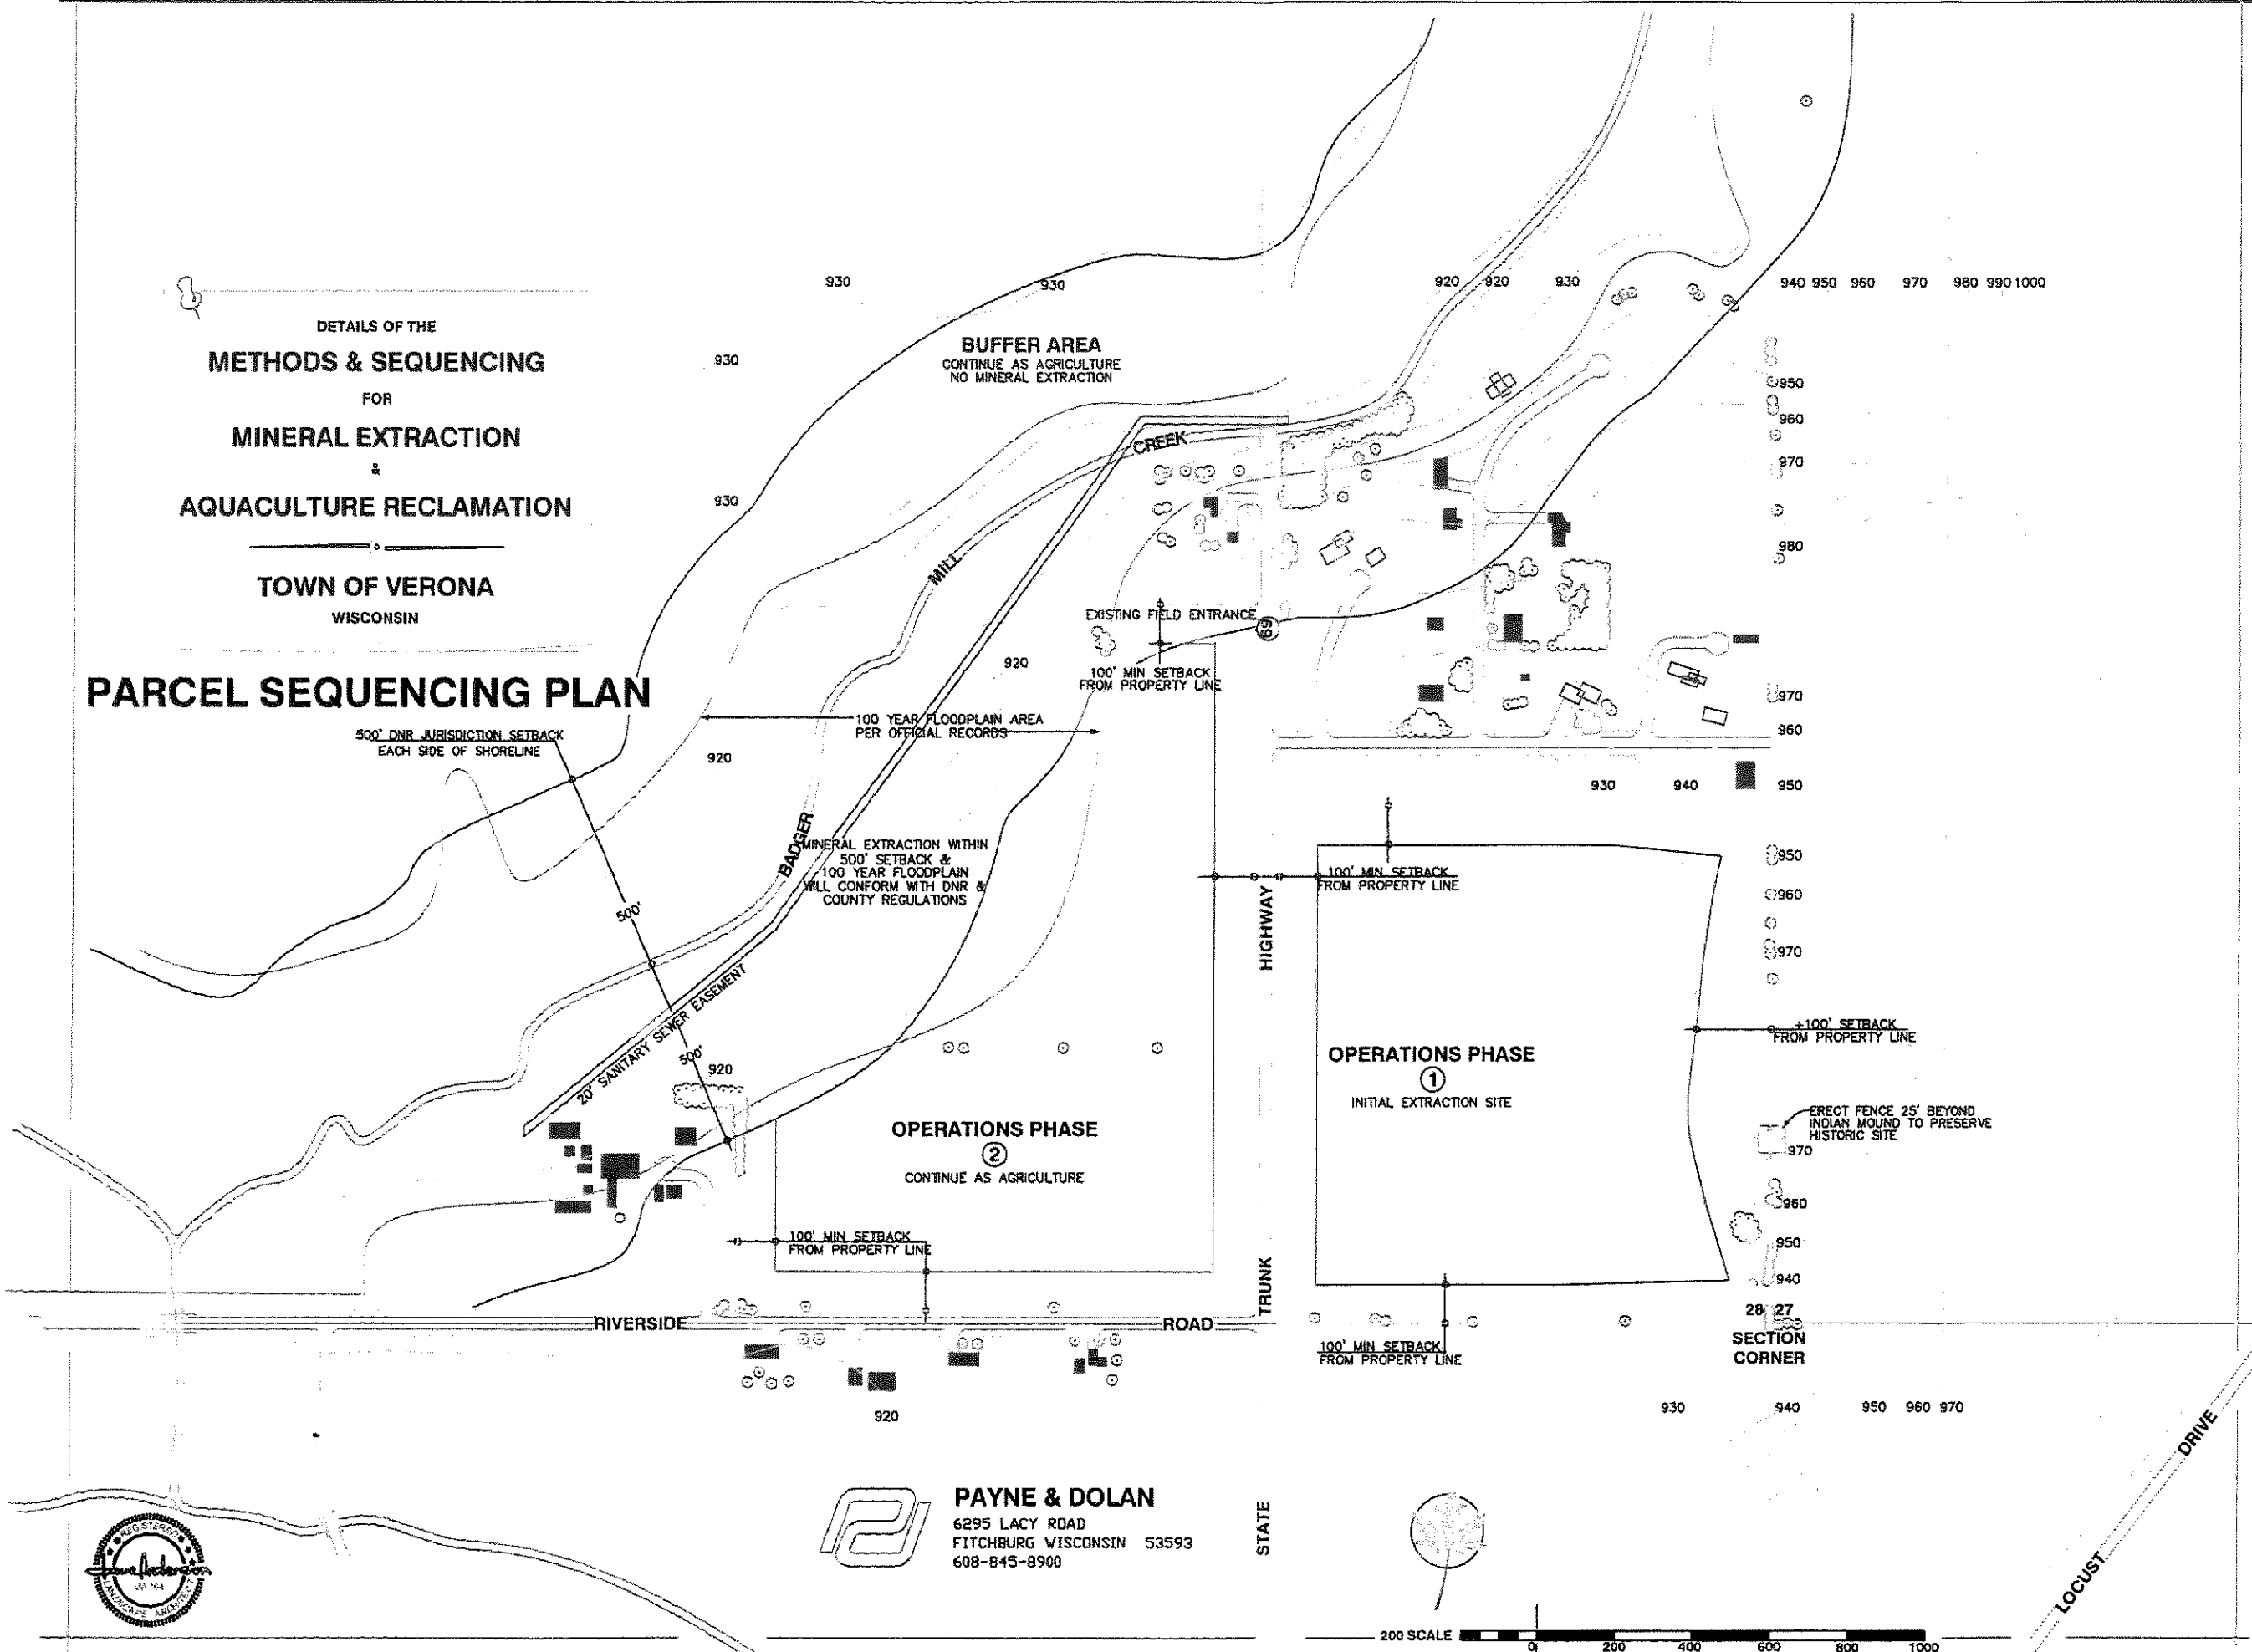 DETAILS OF THE
METHODS & SEQUENCING
FOR
MINERAL EXTRACTION
&
AQUACULTURE RECLAMATION
TOWN OF VERONA
WISCONSIN
PARCEL SEQUENCING PLAN
500' DNR JURISDICTION SETBACK
EACH SIDE OF SHORELINE
930
930
920
920
930
940
950
960
970
980
990
1000
930
930
BUFFER AREA
CONTINUE AS AGRICULTURE
NO MINERAL EXTRACTION
950
960
970
980
CREEK
MILL
BADGER
EXISTING FIELD ENTRANCE
69
920
100' MIN SETBACK
FROM PROPERTY LINE
970
960
950
100 YEAR FLOODPLAIN AREA
PER OFFICIAL RECORDS
920
930
940
MINERAL EXTRACTION WITHIN
500' SETBACK &
100 YEAR FLOODPLAIN
WILL CONFORM WITH DNR &
COUNTY REGULATIONS
100' MIN SETBACK
FROM PROPERTY LINE
950
960
970
500'
HIGHWAY
20' SANITARY SEWER EASEMENT
500'
920
+100' SETBACK
FROM PROPERTY LINE
OPERATIONS PHASE
1
INITIAL EXTRACTION SITE
OPERATIONS PHASE
2
CONTINUE AS AGRICULTURE
ERECT FENCE 25' BEYOND
INDIAN MOUND TO PRESERVE
HISTORIC SITE
970
960
950
940
100' MIN SETBACK
FROM PROPERTY LINE
TRUNK
RIVERSIDE
ROAD
28
27
SECTION
CORNER
100' MIN SETBACK
FROM PROPERTY LINE
920
930
940
950
960
970
PAYNE & DOLAN
6295 LACY ROAD
FITCHBURG WISCONSIN 53593
608-845-8900
STATE
LOCUST
DRIVE
REGISTERED
LANDSCAPE ARCHITECT
200 SCALE
0
200
400
600
800
1000